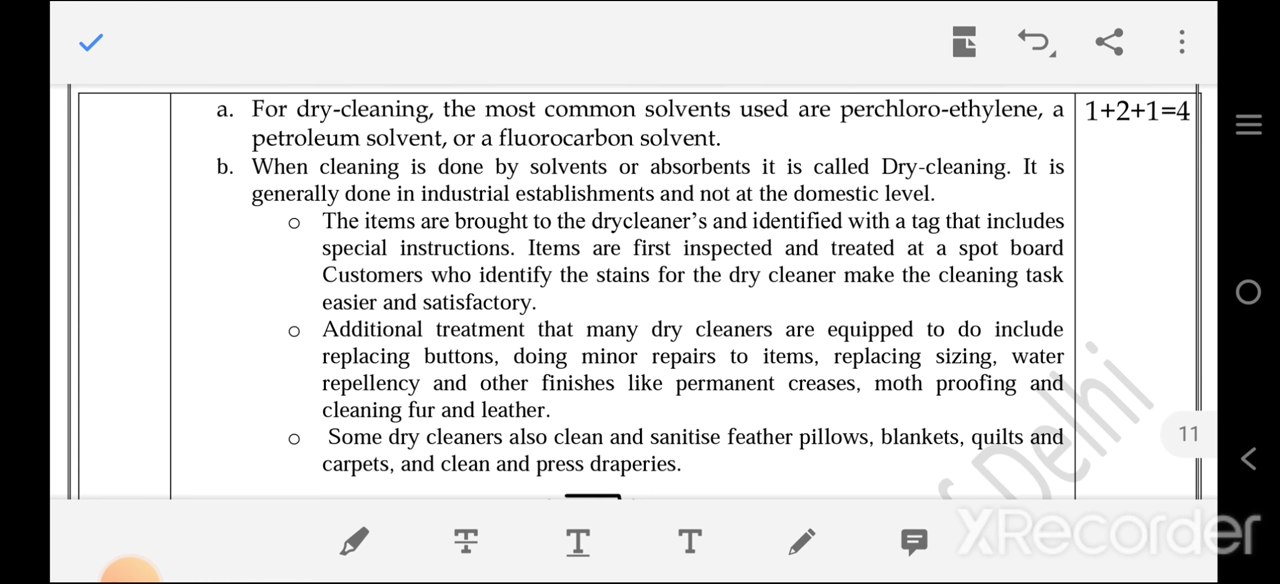 a. For dry-cleaning, the most common solvents used are perchloro-ethylene, a
petroleum solvent, or a fluorocarbon solvent.
1+2+1=4
b. When cleaning is done by solvents or absorbents it is called Dry-cleaning. It is
generally done in industrial establishments and not at the domestic level.
o The items are brought to the drycleaner’s and identified with a tag that includes
special instructions. Items are first inspected and treated at a spot board
Customers who identify the stains for the dry cleaner make the cleaning task
easier and satisfactory.
o Additional treatment that many dry cleaners are equipped to do include
replacing buttons, doing minor repairs to items, replacing sizing, water
repellency and other finishes like permanent creases, moth proofing and
cleaning fur and leather.
o Some dry cleaners also clean and sanitise feather pillows, blankets, quilts and
carpets, and clean and press draperies.
11
f Delhi
T T T
XRecorder